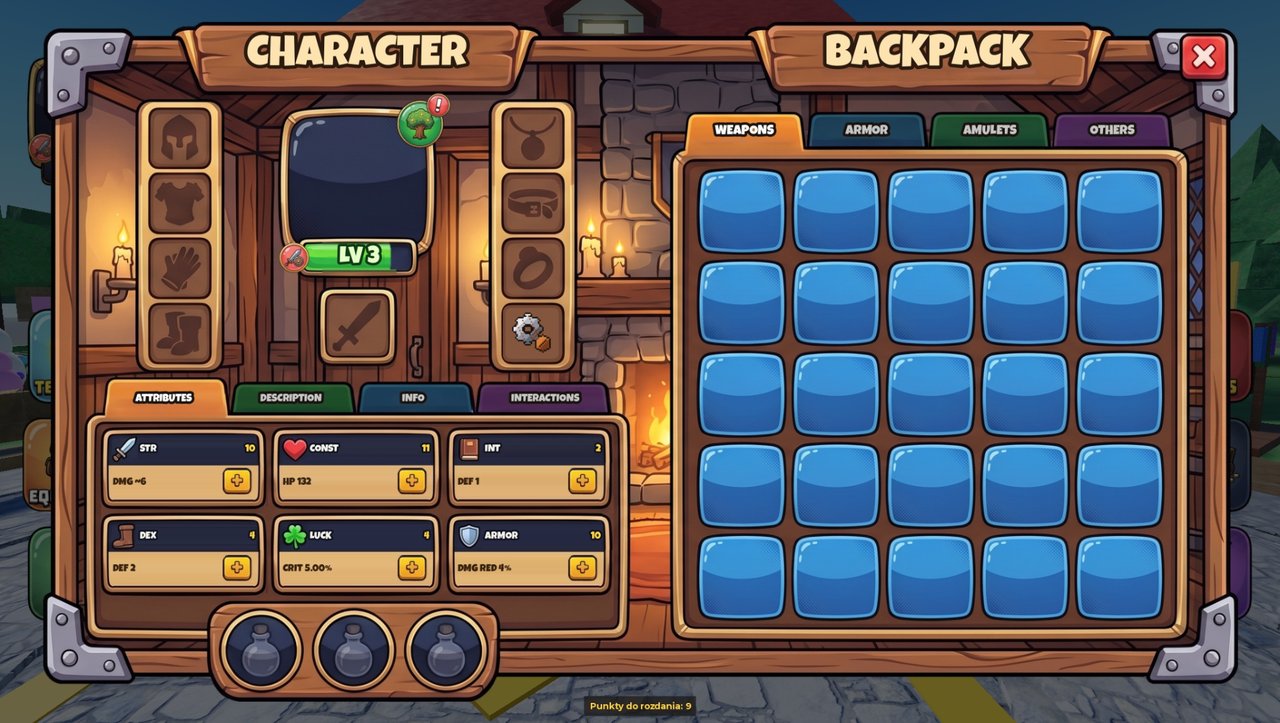 CHARACTER
BACKPACK
WEAPONS
ARMOR
AMULETS
OTHERS
LV 3
ATTRIBUTES
DESCRIPTION
INFO
INTERACTIONS
STR 10
DMG ~6
CONST 11
HP 132
INT 2
DEF 1
DEX 4
DEF 2
LUCK 4
CRIT 5.00%
ARMOR 10
DMG RED 4%
Punkty do rozdania: 9